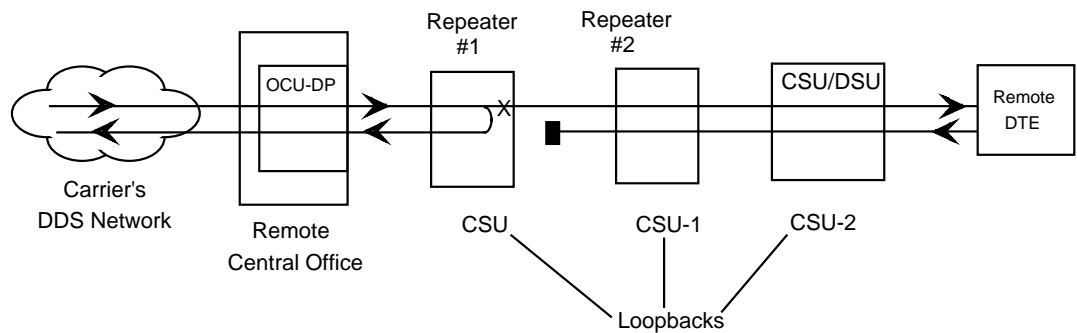 Repeater
#1
Repeater
#2
OCU-DP
X
CSU/DSU
Remote
DTE
Carrier's
DDS Network
Remote
Central Office
CSU
CSU-1
CSU-2
Loopbacks